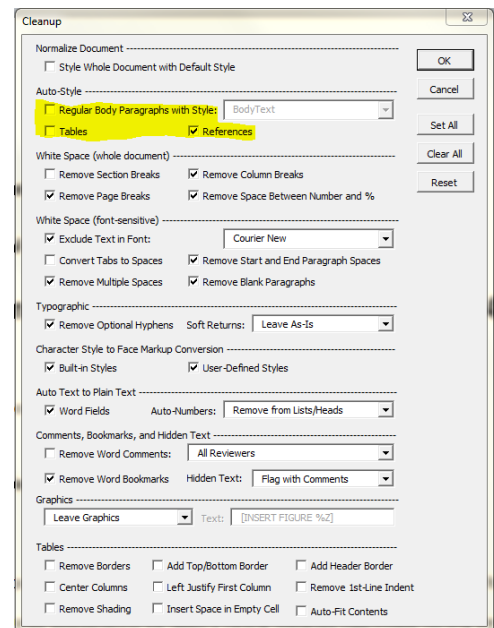 Cleanup
Normalize Document
Style Whole Document with Default Style
OK
Auto-Style
Cancel
Regular Body Paragraphs with Style: BodyText
Tables References
Set All
White Space (whole document)
Clear All
Remove Section Breaks Remove Column Breaks
Reset
Remove Page Breaks Remove Space Between Number and %
White Space (font-sensitive)
Exclude Text in Font: Courier New
Convert Tabs to Spaces Remove Start and End Paragraph Spaces
Remove Multiple Spaces Remove Blank Paragraphs
Typographic
Remove Optional Hyphens Soft Returns: Leave As-Is
Character Style to Face Markup Conversion
Built-in Styles User-Defined Styles
Auto Text to Plain Text
Word Fields Auto-Numbers: Remove from Lists/Heads
Comments, Bookmarks, and Hidden Text
Remove Word Comments: All Reviewers
Remove Word Bookmarks Hidden Text: Flag with Comments
Graphics
Leave Graphics Text: [INSERT FIGURE %Z]
Tables
Remove Borders Add Top/Bottom Border Add Header Border
Center Columns Left Justify First Column Remove 1st-Line Indent
Remove Shading Insert Space in Empty Cell Auto-Fit Contents